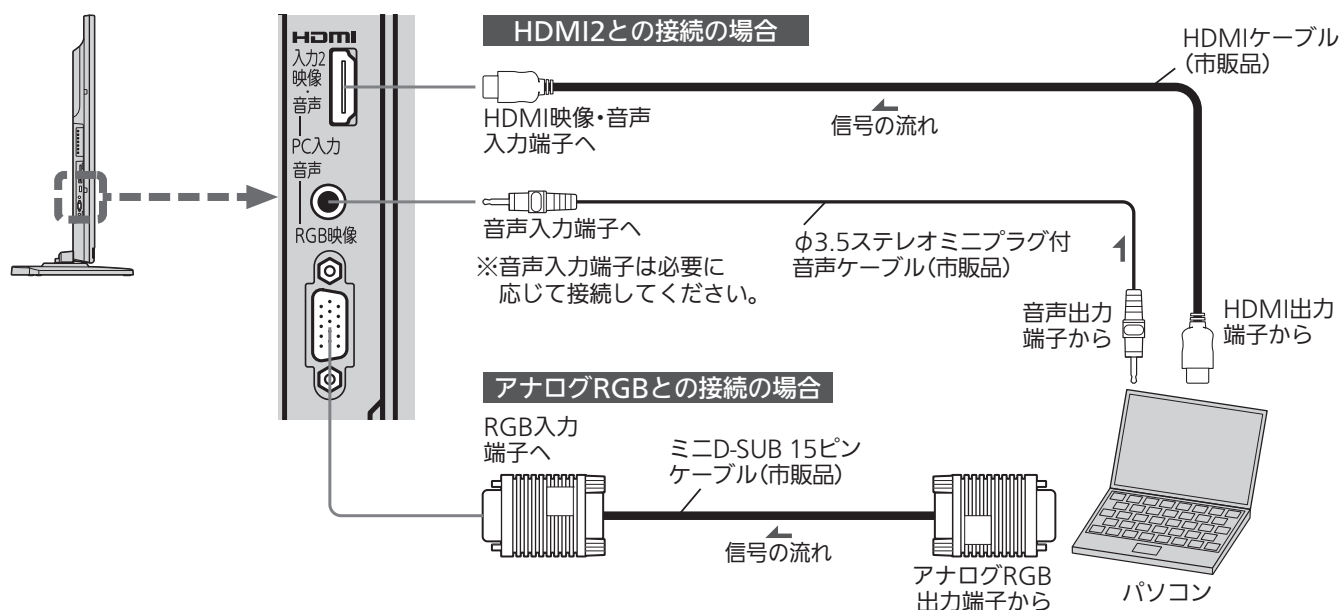 HDMI
入力2
映像
・
音声
PC入力
音声
RGB映像
HDMI2との接続の場合
HDMIケーブル
（市販品）
HDMI映像・音声
入力端子へ
信号の流れ
音声入力端子へ
※音声入力端子は必要に
応じて接続してください。
φ3.5ステレオミニプラグ付
音声ケーブル（市販品）
音声出力
端子から
HDMI出力
端子から
アナログRGBとの接続の場合
RGB入力
端子へ
ミニD-SUB 15ピン
ケーブル（市販品）
信号の流れ
アナログRGB
出力端子から
パソコン